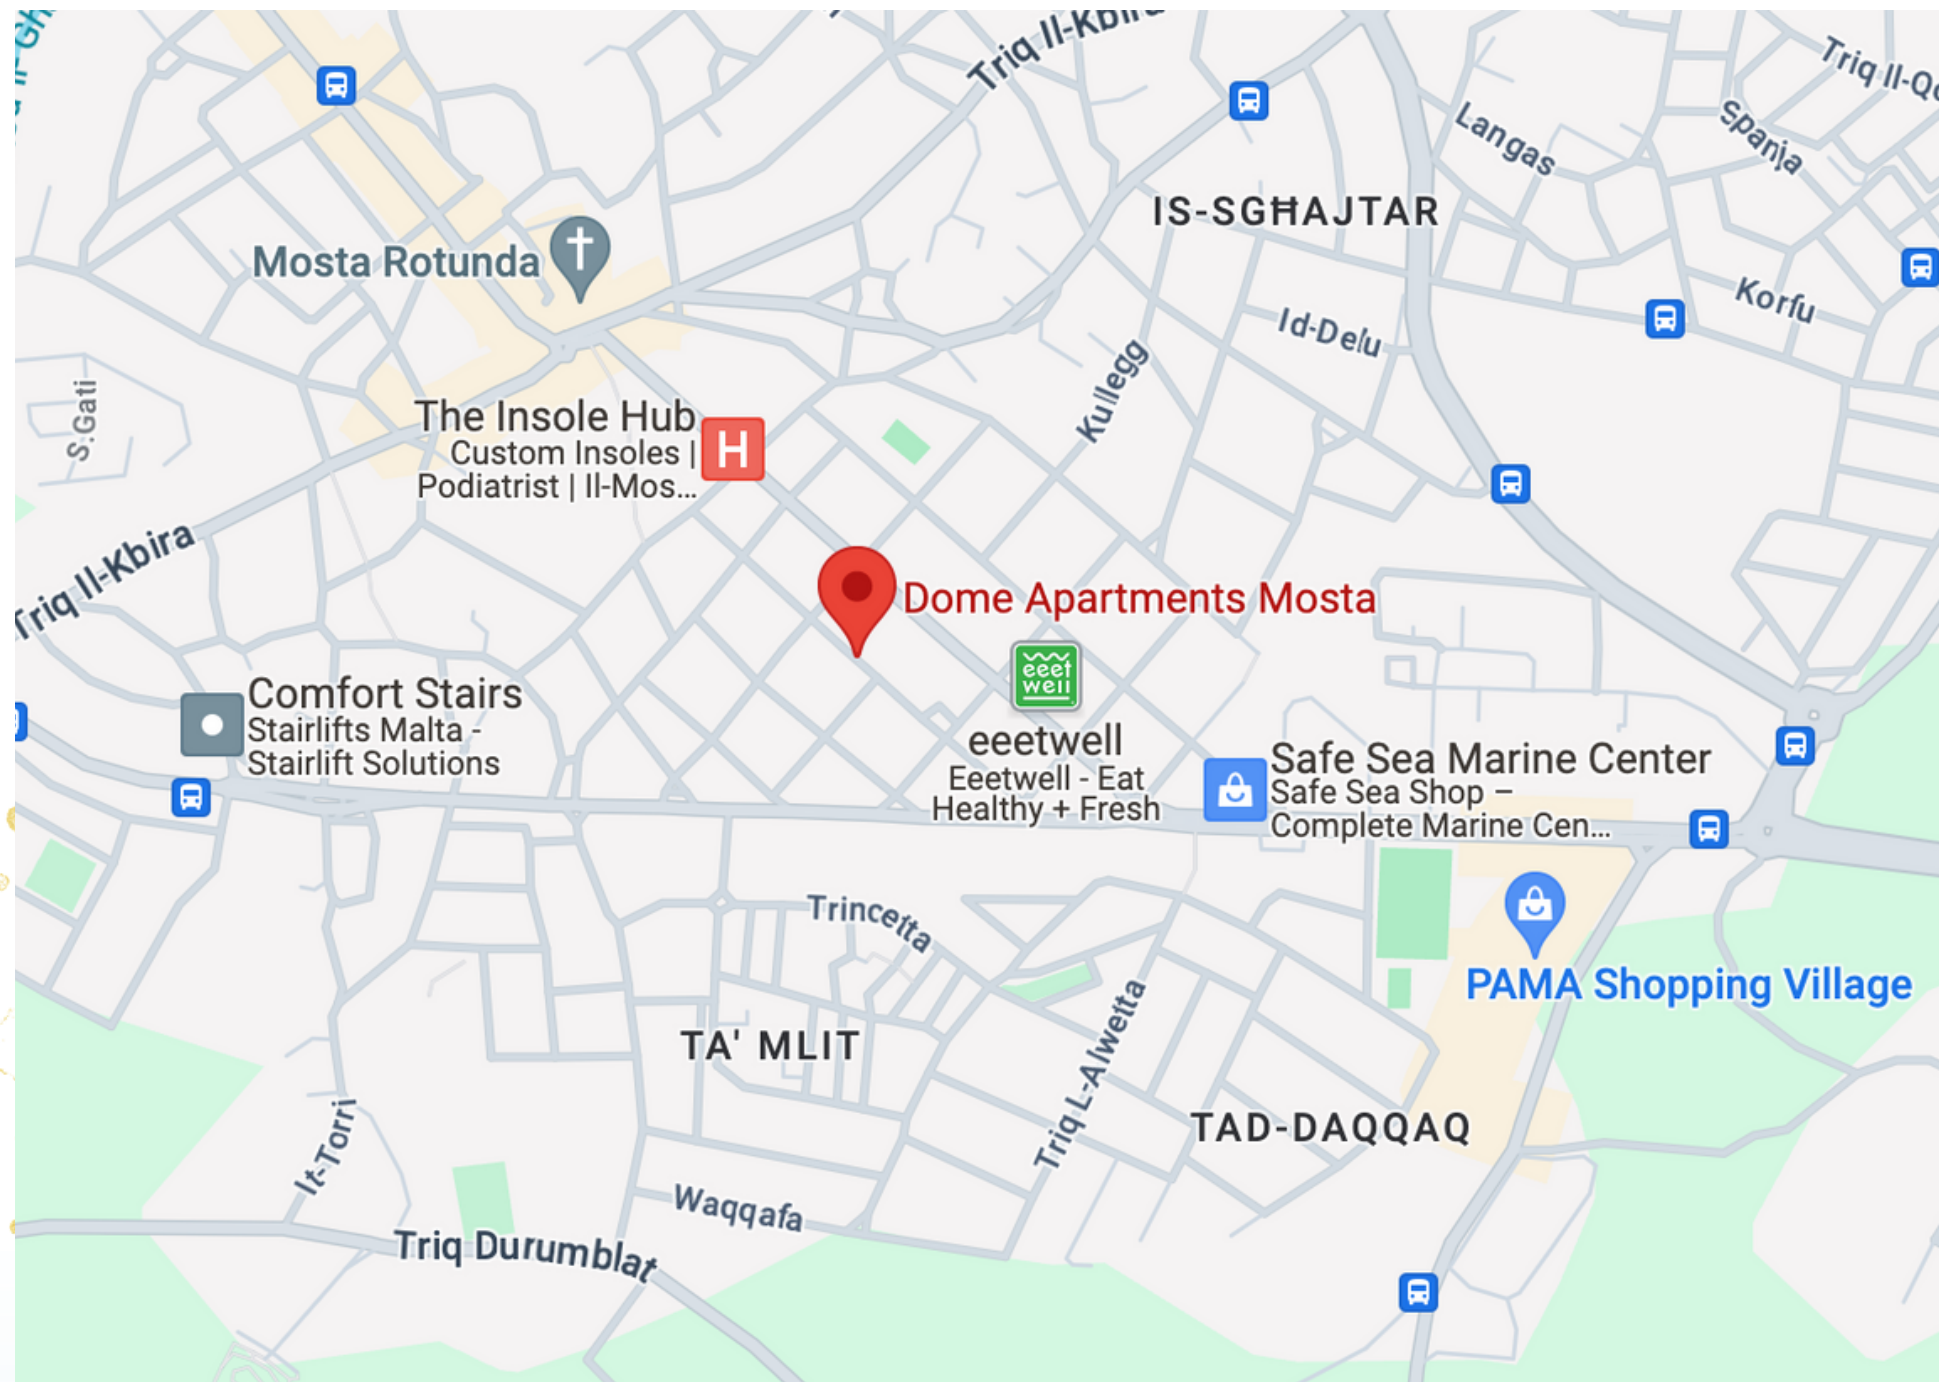 Triq Il-Kbira
Triq Il-Q
Langas
Spanja
IS-SGĦAJTAR
Mosta Rotunda
Korfu
Id-Delu
Kullegg
S.Gati
The Insole Hub
Custom Insoles |
Podiatrist | Il-Mos...
H
Triq Il-Kbira
Dome Apartments Mosta
eeet
well
Comfort Stairs
Stairlifts Malta -
Stairlift Solutions
eeetwell
Eeetwell - Eat
Healthy + Fresh
Safe Sea Marine Center
Safe Sea Shop –
Complete Marine Cen...
Trincetta
PAMA Shopping Village
Triq L-Alwetta
TA' MLIT
TAD-DAQQAQ
It-Torri
Waqqafa
Triq Durumblat